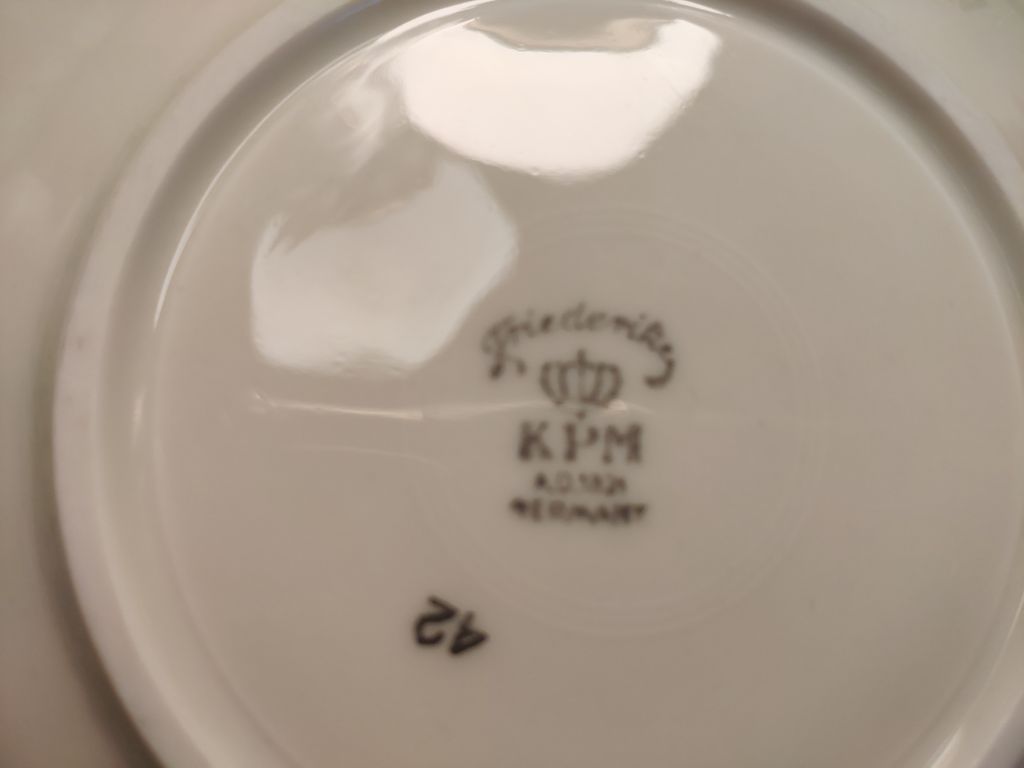 Friederike
KPM
GERMANY
42